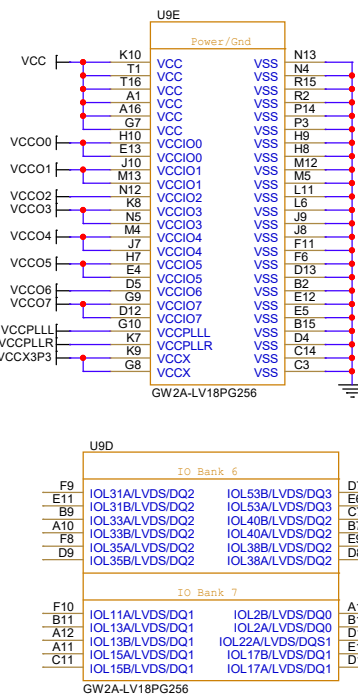 U9E
Power/Gnd
VCC K10 VCC VSS N13
T1 VCC VSS N4
T16 VCC VSS R15
A1 VCC VSS R2
A16 VCC VSS P14
G7 VCC VSS P3
VCCO0 H10 VCCIO0 VSS H9
E13 VCCIO0 VSS H8
VCCO1 J10 VCCIO1 VSS M12
M13 VCCIO1 VSS M5
VCCO2 N12 VCCIO2 VSS L11
VCCO3 K8 VCCIO3 VSS L6
N5 VCCIO3 VSS J9
VCCO4 M4 VCCIO4 VSS J8
J7 VCCIO4 VSS F11
VCCO5 H7 VCCIO5 VSS F6
E4 VCCIO5 VSS D13
VCCO6 D5 VCCIO6 VSS B2
VCCO7 G9 VCCIO7 VSS E12
D12 VCCIO7 VSS E5
VCCPLLL G10 VCCPLLL VSS B15
VCCPLLR K7 VCCPLLR VSS D4
VCCX3P3 K9 VCCX VSS C14
G8 VCCX VSS C3
GW2A-LV18PG256
U9D
IO Bank 6
F9 IOL31A/LVDS/DQ2 IOL53B/LVDS/DQ3
E11 IOL31B/LVDS/DQ2 IOL53A/LVDS/DQ3
B9 IOL33A/LVDS/DQ2 IOL40B/LVDS/DQ2
A10 IOL33B/LVDS/DQ2 IOL40A/LVDS/DQ2
F8 IOL35A/LVDS/DQ2 IOL38B/LVDS/DQ2
D9 IOL35B/LVDS/DQ2 IOL38A/LVDS/DQ2
IO Bank 7
F10 IOL11A/LVDS/DQ1 IOL2B/LVDS/DQ0
B11 IOL13A/LVDS/DQ1 IOL2A/LVDS/DQ0
A12 IOL13B/LVDS/DQ1 IOL22A/LVDS/DQS1
A11 IOL15A/LVDS/DQ1 IOL17B/LVDS/DQ1
C11 IOL15B/LVDS/DQ1 IOL17A/LVDS/DQ1
GW2A-LV18PG256